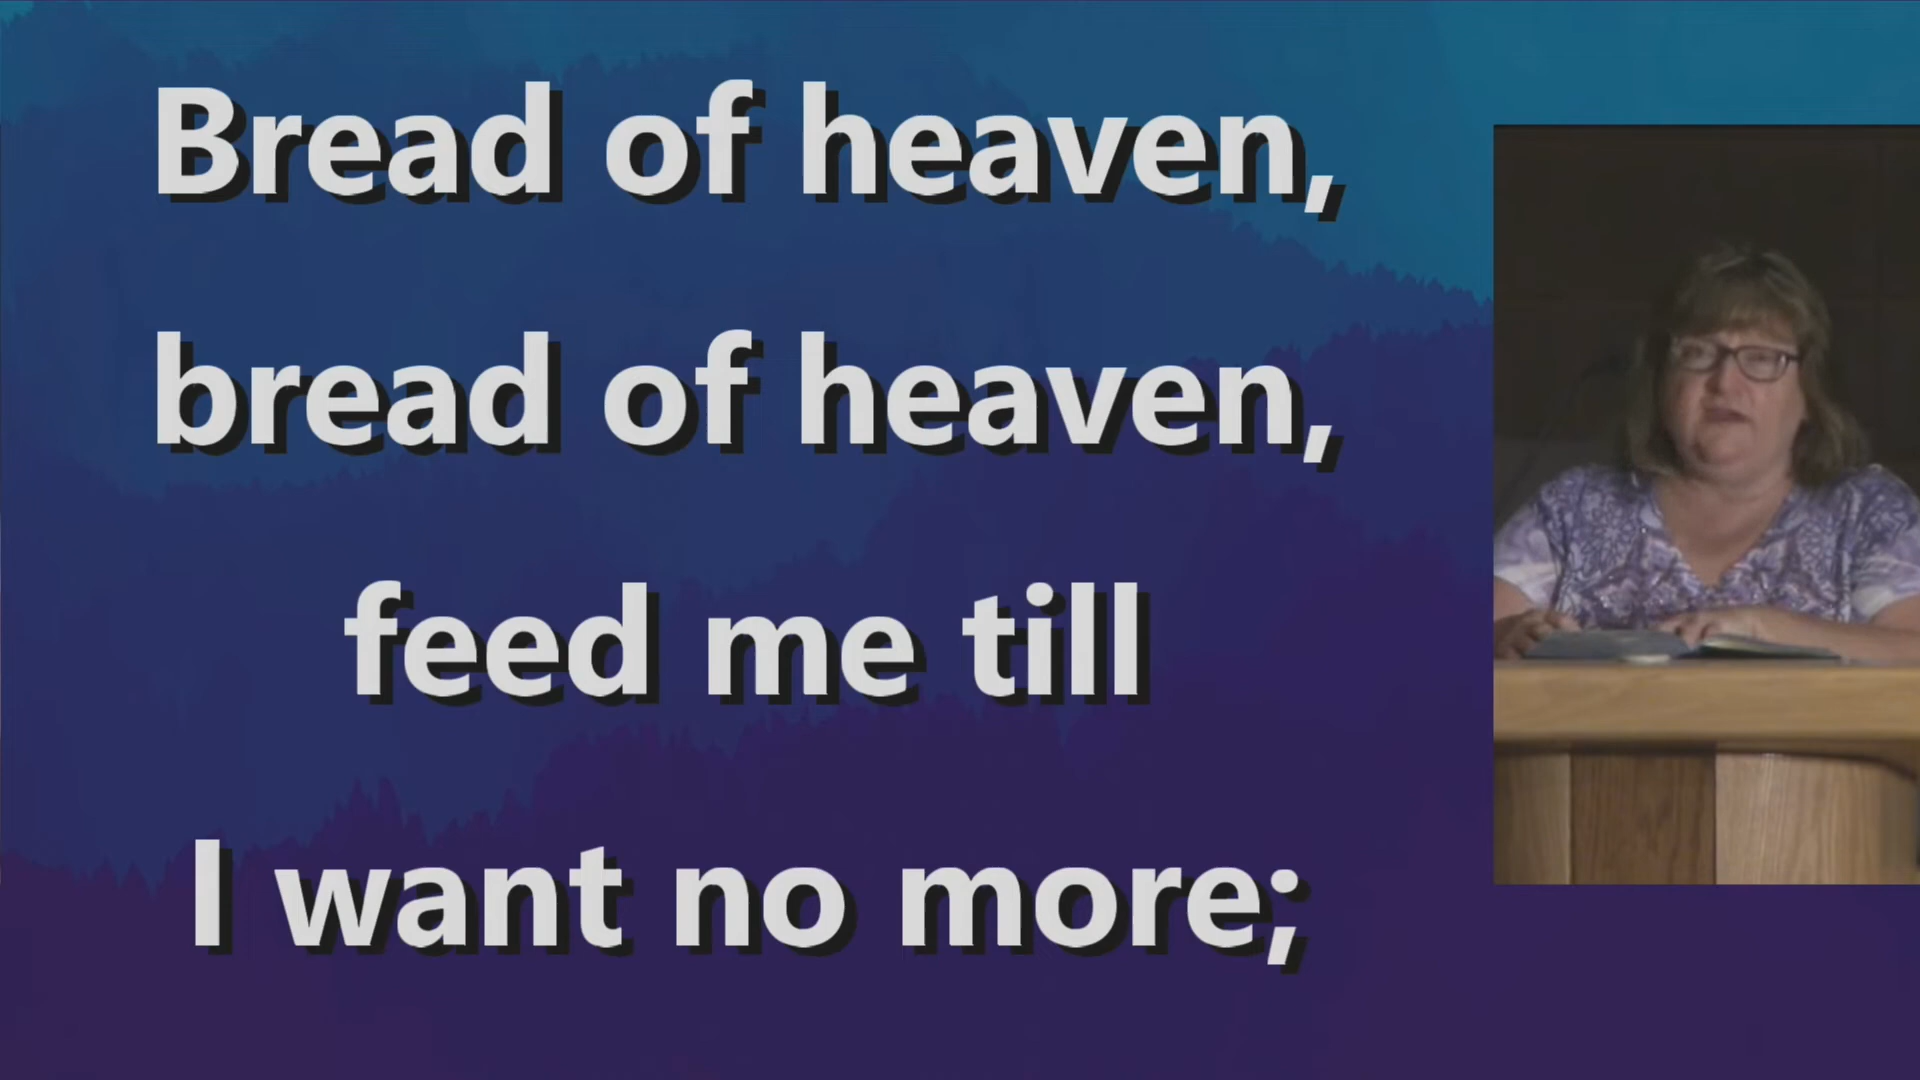 Bread of heaven,
bread of heaven,
feed me till
I want no more;